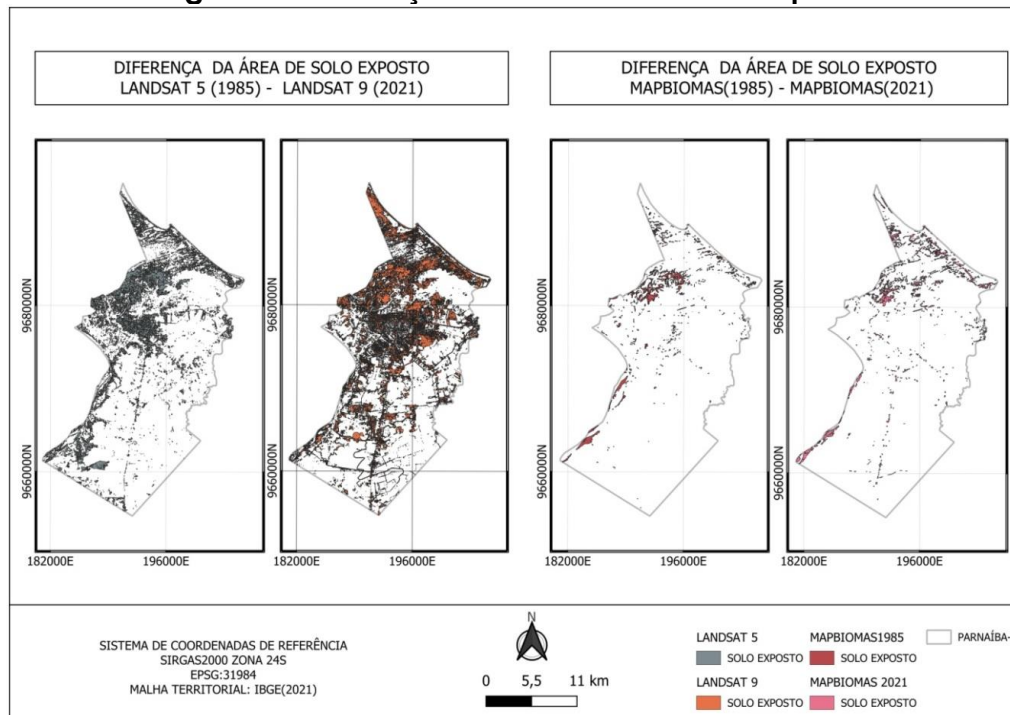 DIFERENÇA DA ÁREA DE SOLO EXPOSTO
LANDSAT 5 (1985) - LANDSAT 9 (2021)
DIFERENÇA DA ÁREA DE SOLO EXPOSTO
MAPBIOMAS(1985) - MAPBIOMAS(2021)
9680000N
9660000N
182000E
196000E
9680000N
9660000N
182000E
196000E
9680000N
9660000N
182000E
196000E
9680000N
9660000N
182000E
196000E
SISTEMA DE COORDENADAS DE REFERÊNCIA
SIRGAS2000 ZONA 24S
EPSG:31984
MALHA TERRITORIAL: IBGE(2021)
N
0 5,5 11 km
LANDSAT 5
SOLO EXPOSTO
LANDSAT 9
SOLO EXPOSTO
MAPBIOMAS1985
SOLO EXPOSTO
MAPBIOMAS 2021
SOLO EXPOSTO
PARNAÍBA-